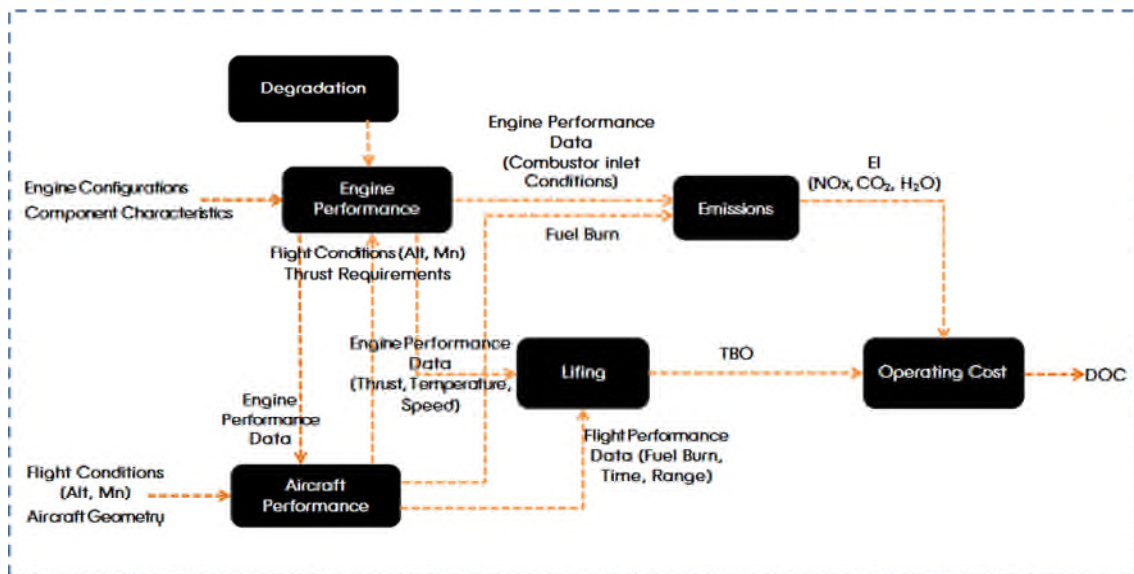 Degradation
Engine Performance
Data
(Combustor inlet
Conditions)
EI
(NOx, CO₂, H₂O)
Engine Configurations
Component Characteristics
Engine
Performance
Emissions
Fuel Burn
Flight Conditions (Alt, Mn)
Thrust Requirements
Engine Performance
Data
(Thrust, Temperature,
Speed)
Lifing
TBO
Operating Cost
DOC
Engine
Performance
Data
Flight Performance
Data (Fuel Burn,
Time, Range)
Flight Conditions
(Alt, Mn)
Aircraft Geometry
Aircraft
Performance